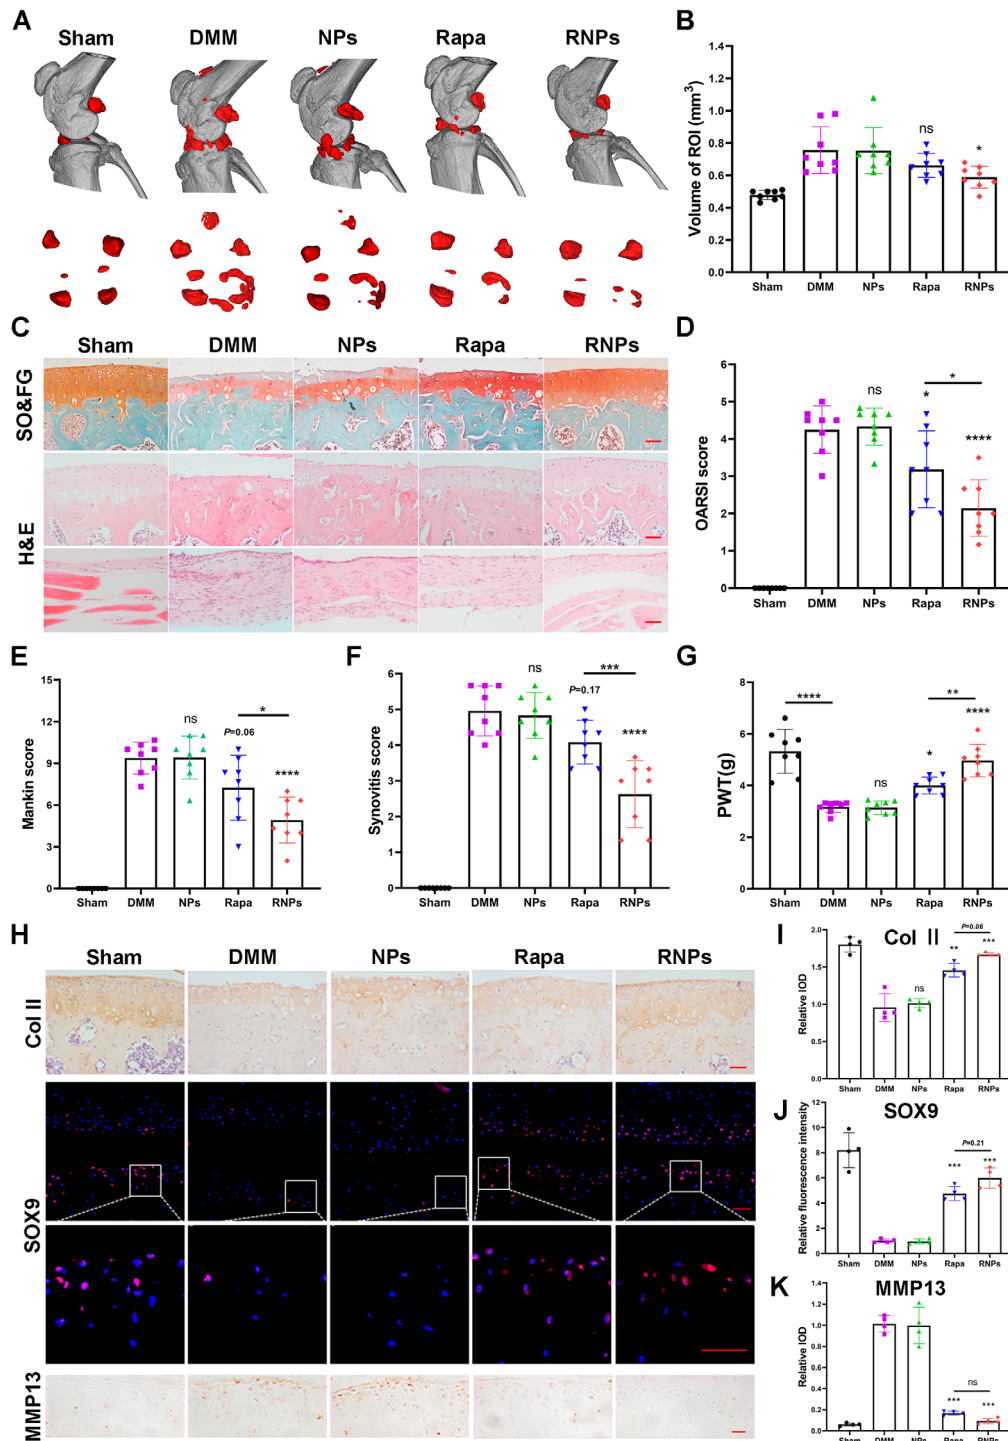 A
Sham
DMM
NPs
Rapa
RNPs
B
Volume of ROI (mm³)
1.4
1.2
1.0
0.8
0.6
0.4
0.2
0.0
ns
*
Sham
DMM
NPs
Rapa
RNPs
C
Sham
DMM
NPs
Rapa
RNPs
SO&FG
H&E
D
OARSI score
6
5
4
3
2
1
0
ns
*
*
****
Sham
DMM
NPs
Rapa
RNPs
E
Mankin score
15
12
9
6
3
0
ns
P=0.06
*
****
Sham
DMM
NPs
Rapa
RNPs
F
Synovitis score
6
5
4
3
2
1
0
ns
P=0.17
***
****
Sham
DMM
NPs
Rapa
RNPs
G
PWT(g)
8
6
4
2
0
****
ns
*
**
****
Sham
DMM
NPs
Rapa
RNPs
H
Sham
DMM
NPs
Rapa
RNPs
Col II
SOX9
MMP13
I
Col II
Relative IOD
2.0
1.5
1.0
0.5
0.0
ns
**
P=0.08
***
Sham
DMM
NPs
Rapa
RNPs
J
SOX9
Relative fluorescence intensity
12
10
8
6
4
2
0
***
P=0.21
***
Sham
DMM
NPs
Rapa
RNPs
K
MMP13
Relative IOD
1.4
1.2
1.0
0.8
0.6
0.4
0.2
0.0
***
ns
***
Sham
DMM
NPs
Rapa
RNPs